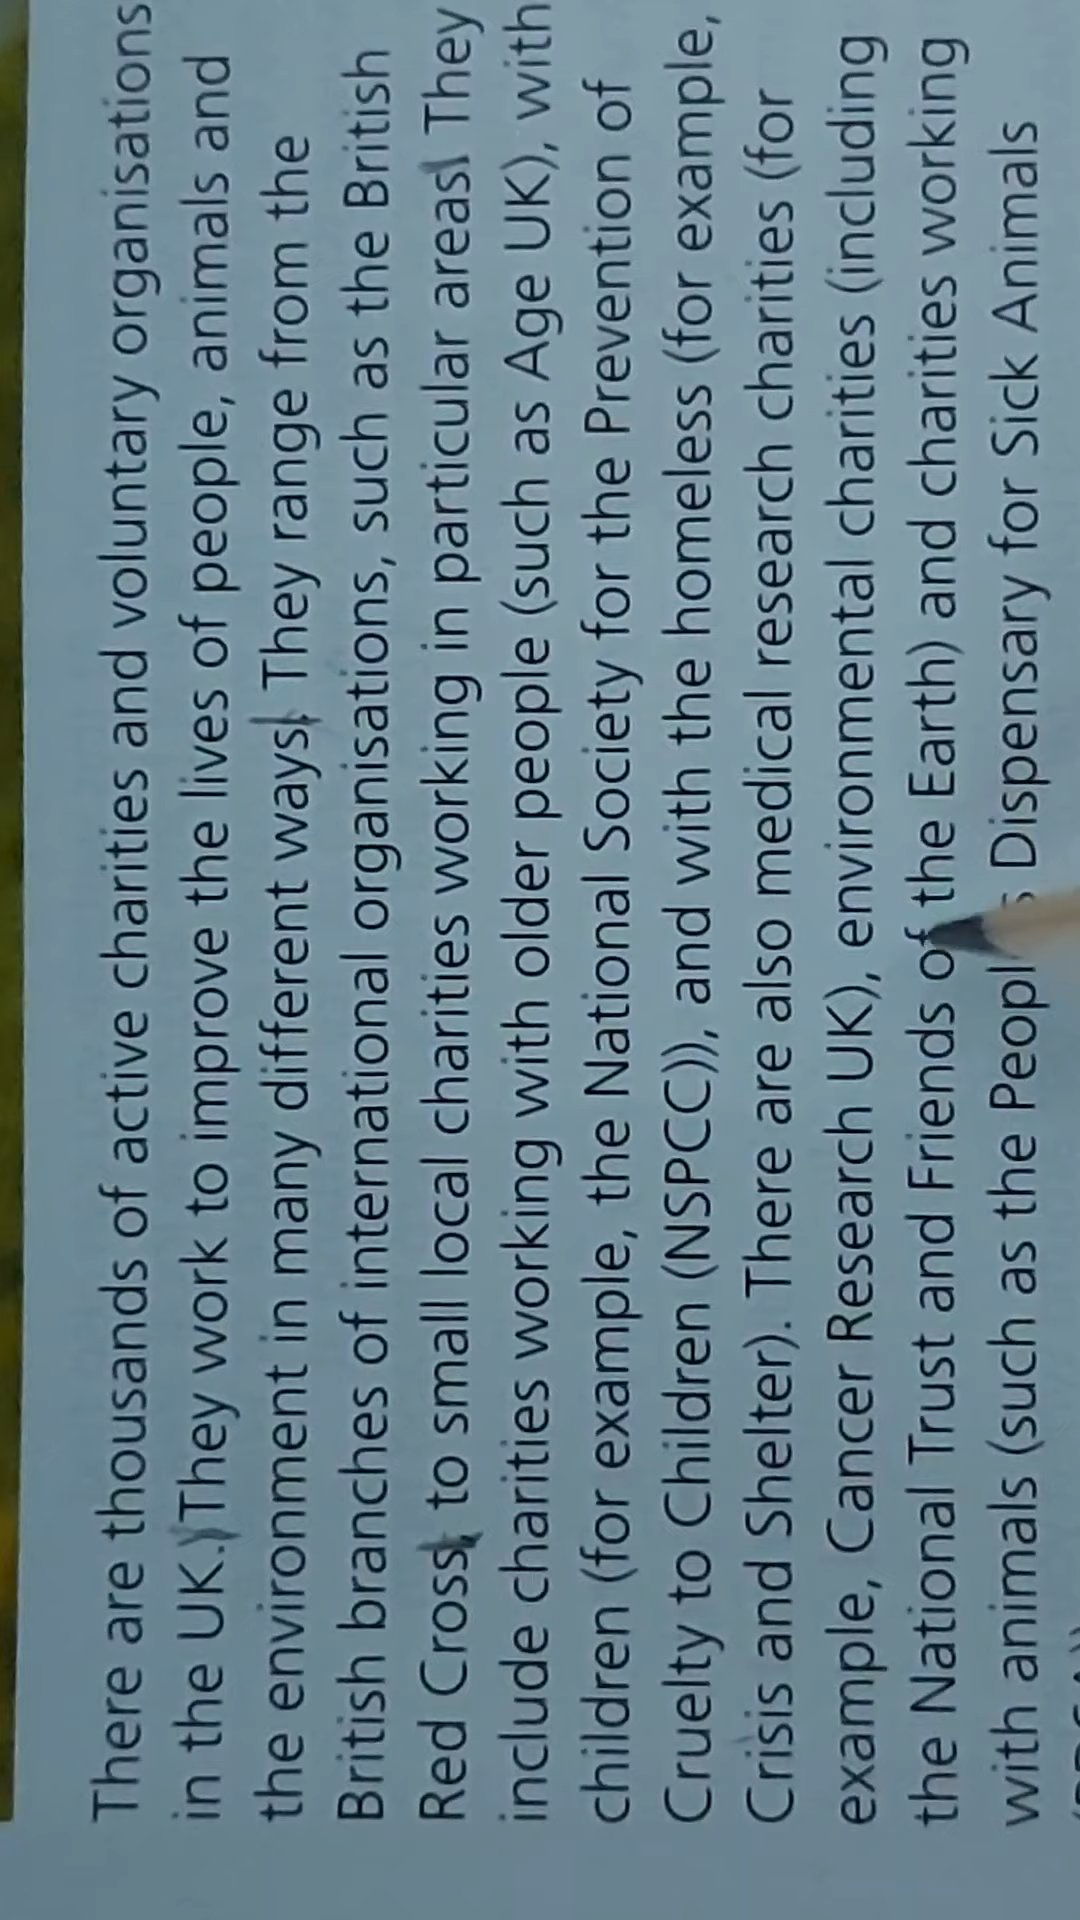 There are thousands of active charities and voluntary organisations
in the UK. They work to improve the lives of people, animals and
the environment in many different ways. They range from the
British branches of international organisations, such as the British
Red Cross, to small local charities working in particular areas. They
include charities working with older people (such as Age UK), with
children (for example, the National Society for the Prevention of
Cruelty to Children (NSPCC)), and with the homeless (for example,
Crisis and Shelter). There are also medical research charities (for
example, Cancer Research UK), environmental charities (including
the National Trust and Friends of the Earth) and charities working
with animals (such as the Dispensary for Sick Animals